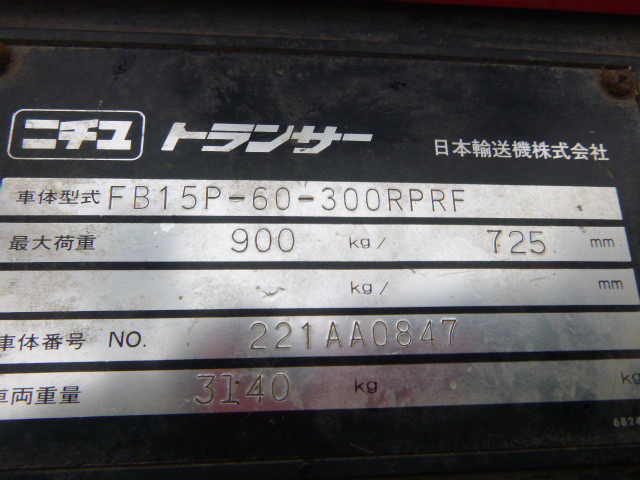 ニチユ トランサー 日本輸送機株式会社
車体型式 FB15P-60-300RPRF
最大荷重 900 kg/ 725 mm
kg/ mm
車体番号 NO. 221AA0847
車両重量 3140 kg kg
6824